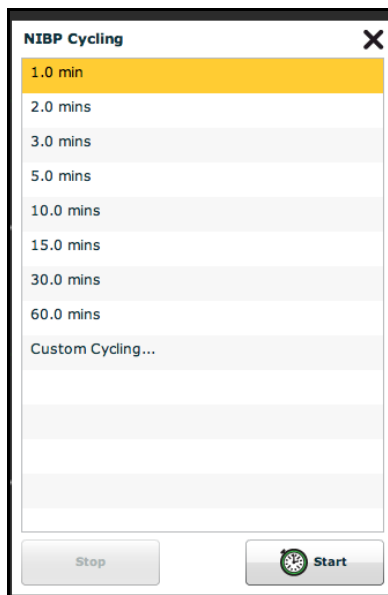 NIBP Cycling
1.0 min
2.0 mins
3.0 mins
5.0 mins
10.0 mins
15.0 mins
30.0 mins
60.0 mins
Custom Cycling...
Stop
Start